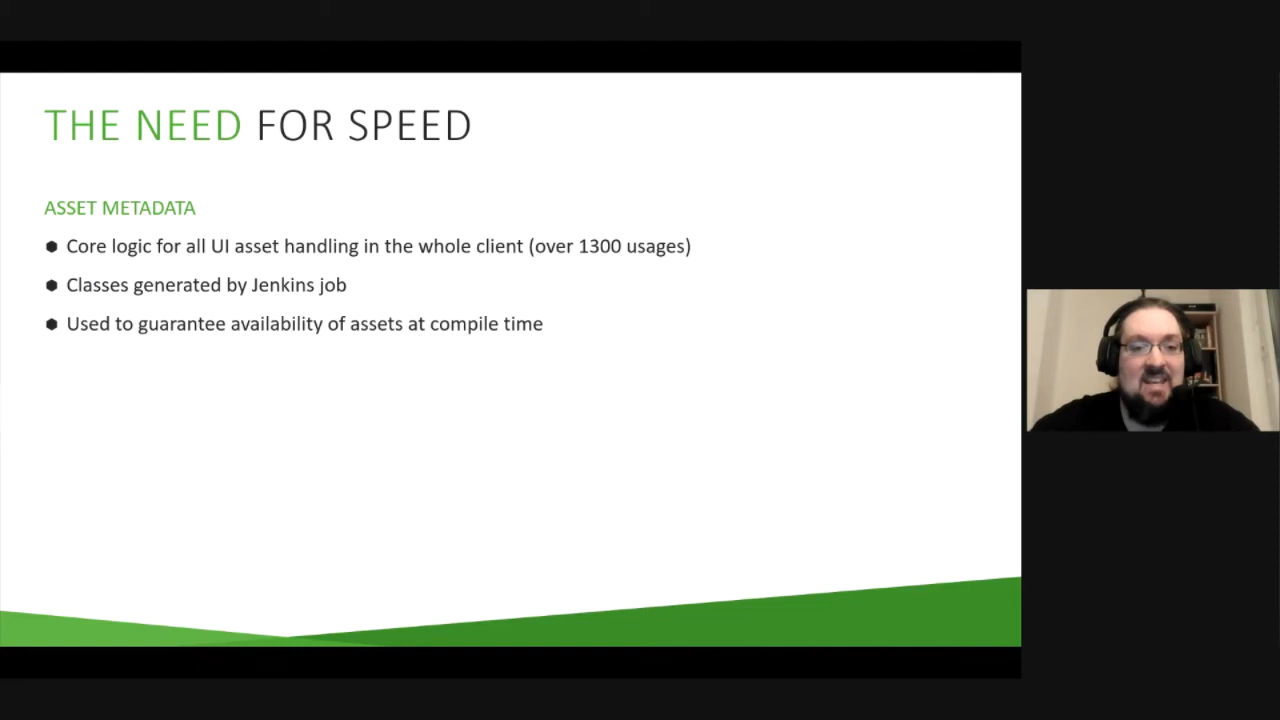 THE NEED FOR SPEED
ASSET METADATA
Core logic for all UI asset handling in the whole client (over 1300 usages)
Classes generated by Jenkins job
Used to guarantee availability of assets at compile time